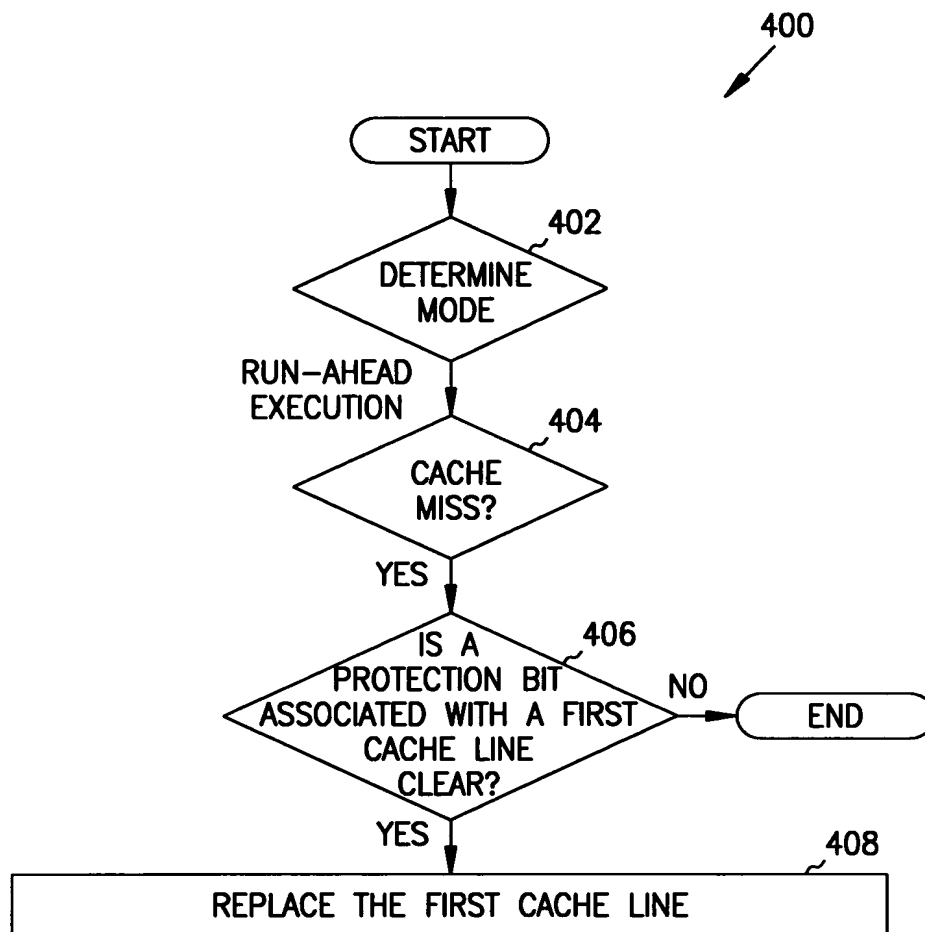 400
START
402
DETERMINE
MODE
RUN-AHEAD
EXECUTION
404
CACHE
MISS?
YES
406
IS A
PROTECTION BIT
ASSOCIATED WITH A FIRST
CACHE LINE
CLEAR?
NO
END
YES
408
REPLACE THE FIRST CACHE LINE